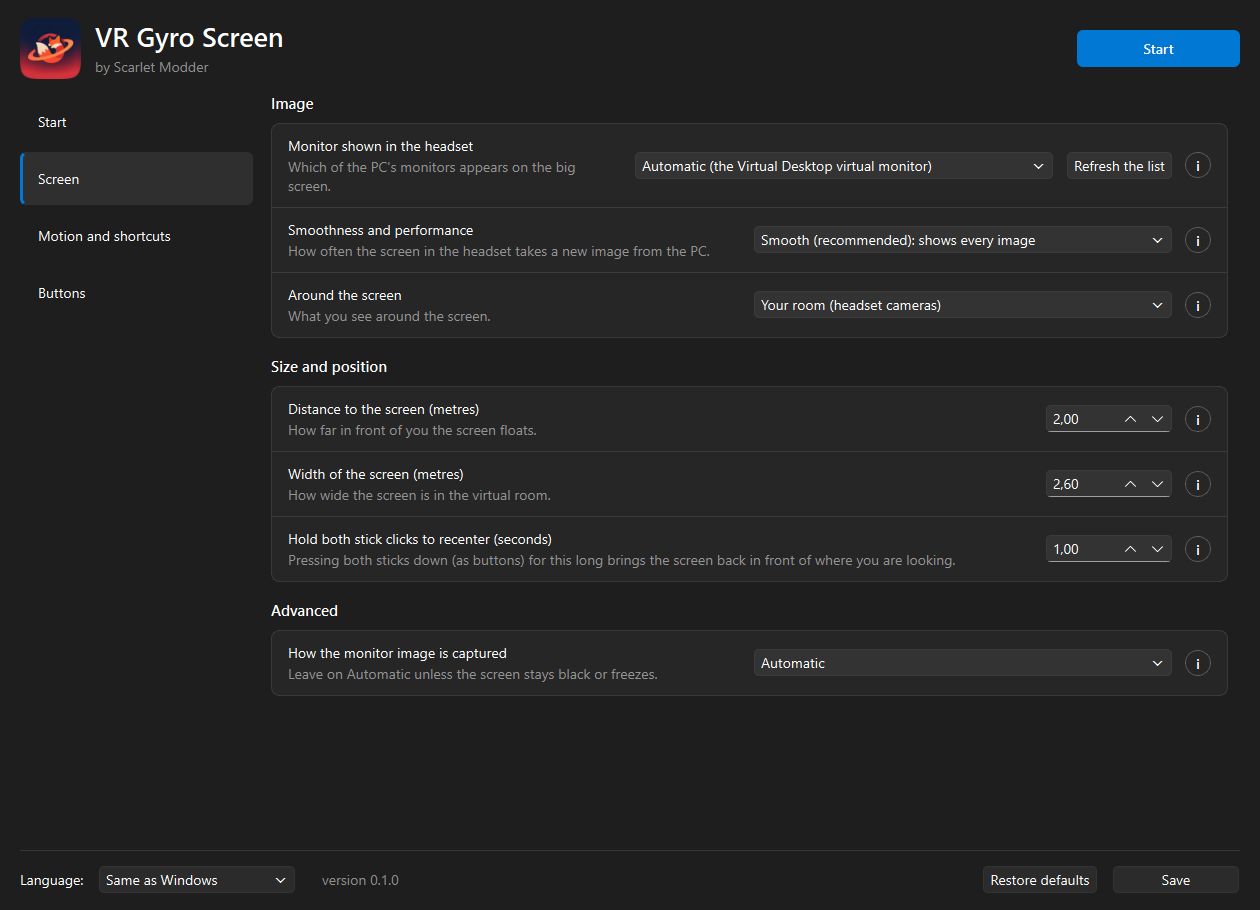 VR Gyro Screen
by Scarlet Modder
Start
Start
Screen
Motion and shortcuts
Buttons
Image
Monitor shown in the headset
Which of the PC's monitors appears on the big
screen.
Automatic (the Virtual Desktop virtual monitor)
Refresh the list
i
Smoothness and performance
How often the screen in the headset takes a new image from the PC.
Smooth (recommended): shows every image
i
Around the screen
What you see around the screen.
Your room (headset cameras)
i
Size and position
Distance to the screen (metres)
How far in front of you the screen floats.
2,00
i
Width of the screen (metres)
How wide the screen is in the virtual room.
2,60
i
Hold both stick clicks to recenter (seconds)
Pressing both sticks down (as buttons) for this long brings the screen back in front of where you are looking.
1,00
i
Advanced
How the monitor image is captured
Leave on Automatic unless the screen stays black or freezes.
Automatic
i
Language:
Same as Windows
version 0.1.0
Restore defaults
Save